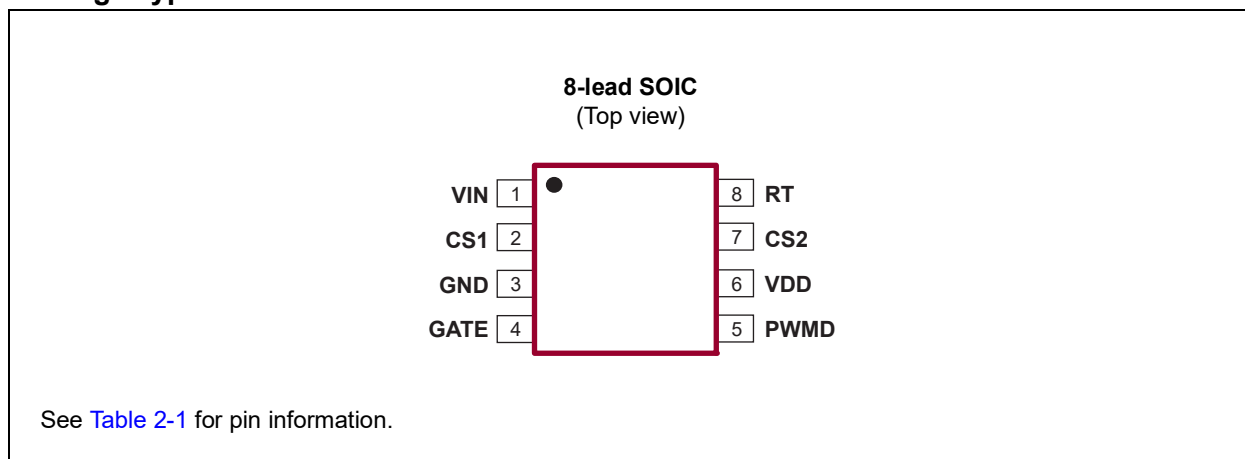 8-lead SOIC
(Top view)
VIN 1 8 RT
CS1 2 7 CS2
GND 3 6 VDD
GATE 4 5 PWMD
See Table 2-1 for pin information.